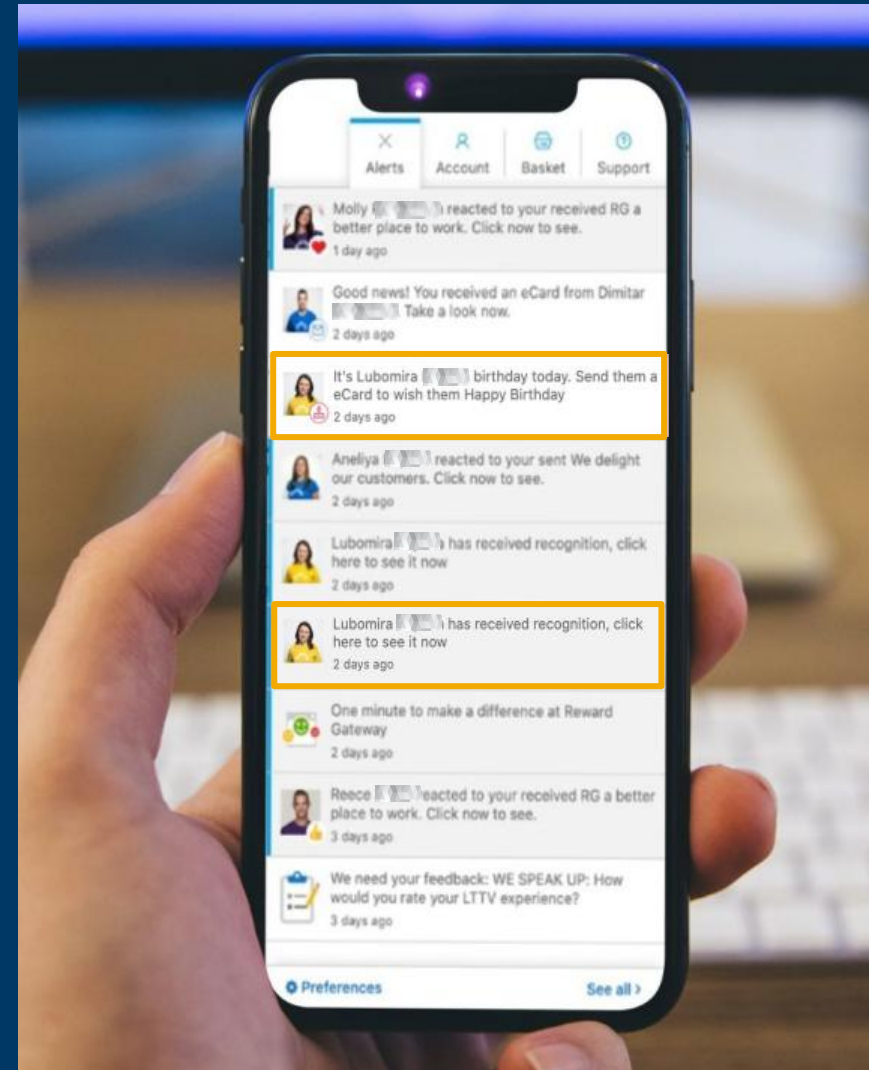 Alerts Account Basket Support
Molly reacted to your received RG a
better place to work. Click now to see.
1 day ago
Good news! You received an eCard from Dimitar
Take a look now.
2 days ago
It's Lubomira birthday today. Send them a
eCard to wish them Happy Birthday
2 days ago
Aneliya reacted to your sent We delight
our customers. Click now to see.
2 days ago
Lubomira has received recognition, click
here to see it now
2 days ago
Lubomira has received recognition, click
here to see it now
2 days ago
One minute to make a difference at Reward
Gateway
2 days ago
Reece reacted to your received RG a better
place to work. Click now to see.
3 days ago
We need your feedback: WE SPEAK UP: How
would you rate your LTTV experience?
3 days ago
Preferences See all >